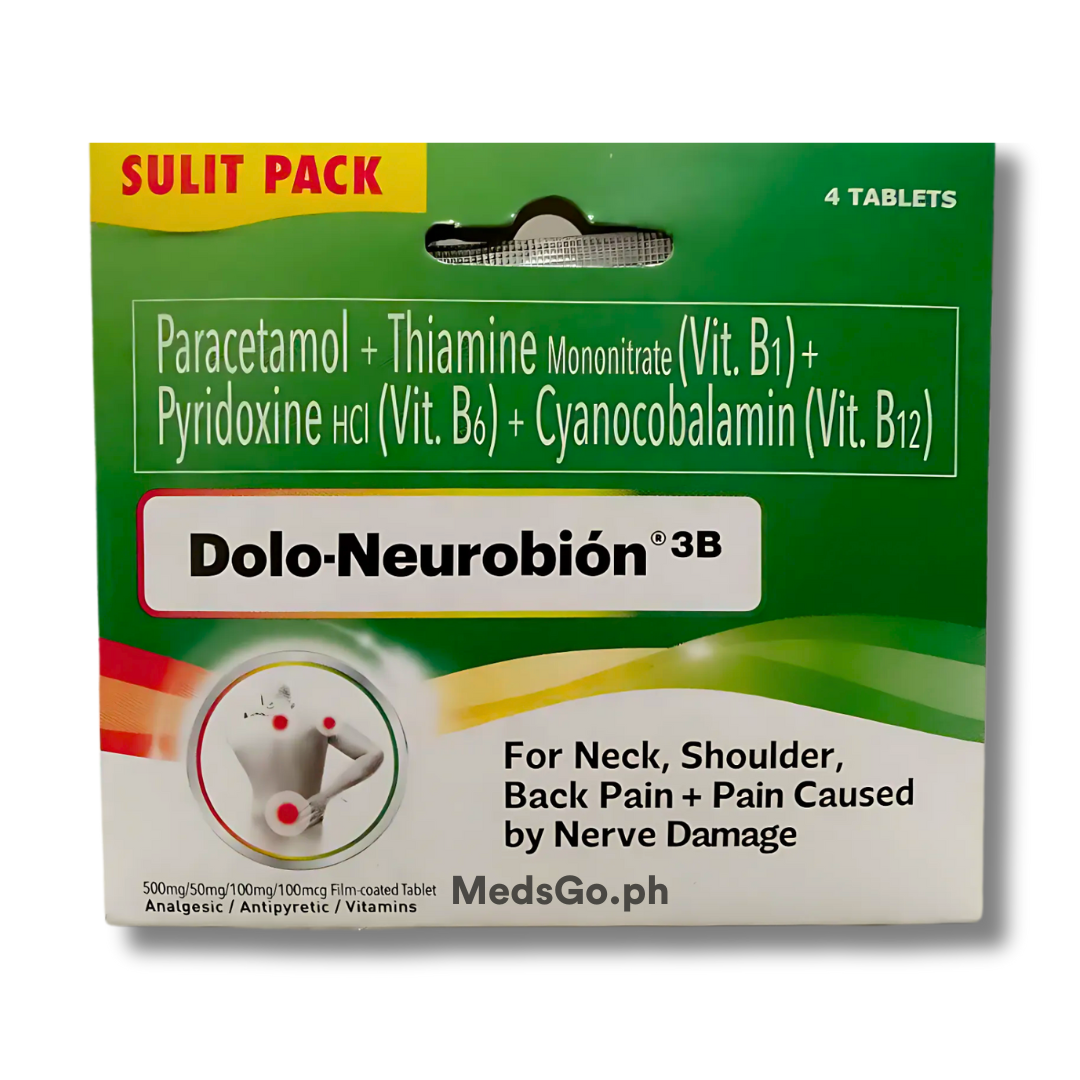 SULIT PACK
4 TABLETS
Paracetamol + Thiamine Mononitrate (Vit. B1) +
Pyridoxine HCl (Vit. B6) + Cyanocobalamin (Vit. B12)
Dolo-Neurobión® 3B
For Neck, Shoulder,
Back Pain + Pain Caused
by Nerve Damage
500mg/50mg/100mg/100mcg Film-coated Tablet
Analgesic / Antipyretic / Vitamins
MedsGo.ph